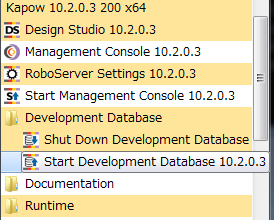 Kapow 10.2.0.3 200 x64
DS Design Studio 10.2.0.3
Management Console 10.2.0.3
RoboServer Settings 10.2.0.3
S Start Management Console 10.2.0.3
Development Database
Shut Down Development Database
Start Development Database 10.2.0.3
Documentation
Runtime